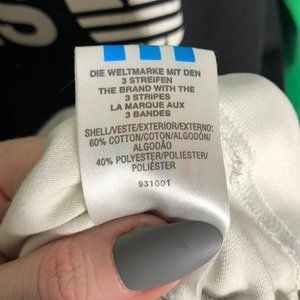 DIE WELTMARKE MIT DEN
3 STREIFEN
THE BRAND WITH THE
3 STRIPES
LA MARQUE AUX
3 BANDES
SHELL/VESTE/EXTERIOR/EXTERNO:
60% COTTON/COTON/ALGODÓN/
ALGODÃO
40% POLYESTER/POLIESTER/
POLIÉSTER
931001